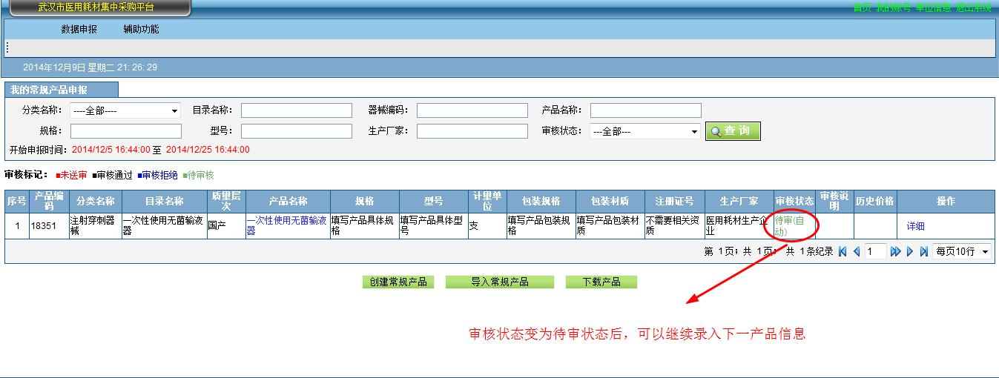 武汉市医用耗材集中采购平台
首页 我的账号 单位信息 退出系统
数据申报 辅助功能
2014年12月9日 星期二 21:26:29
我的常规产品申报
分类名称： ----全部---- 目录名称： 器械编码： 产品名称：
规格： 型号： 生产厂家： 审核状态： ---全部--- 查询
开始申报时间：2014/12/5 16:44:00 至 2014/12/25 16:44:00
审核标记： ■未送审 ■审核通过 ■审核拒绝 ■待审核
序号 产品编码 分类名称 目录名称 质量层次 产品名称 规格 型号 计量单位 包装规格 包装材质 注册证号 生产厂家 审核状态 审核说明 历史价格 操作
1 18351 注射穿刺器械 一次性使用无菌输液器 国产 一次性使用无菌输液器 填写产品具体规格 填写产品具体型号 支 填写产品包装规格 填写产品包装材质 不需要相关资质 医用耗材生产企业 待审(自动) 详细
第 1页；共 1页； 共 1条纪录 1 每页10行
创建常规产品 导入常规产品 下载产品
审核状态变为待审状态后，可以继续录入下一产品信息